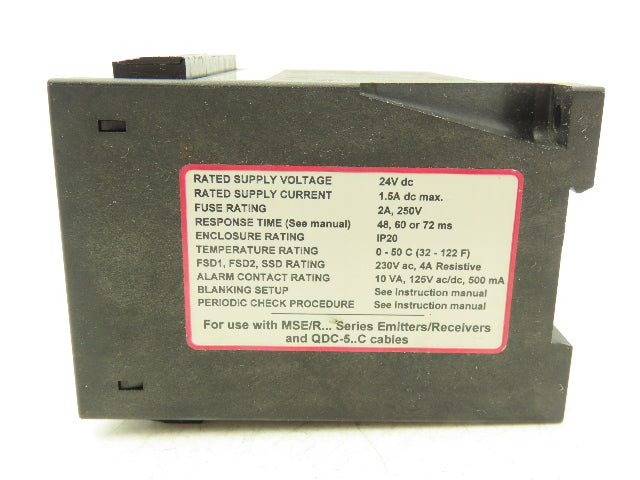 RATED SUPPLY VOLTAGE 24V dc
RATED SUPPLY CURRENT 1.5A dc max.
FUSE RATING 2A, 250V
RESPONSE TIME (See manual) 48, 60 or 72 ms
ENCLOSURE RATING IP20
TEMPERATURE RATING 0 - 50 C (32 - 122 F)
FSD1, FSD2, SSD RATING 230V ac, 4A Resistive
ALARM CONTACT RATING 10 VA, 125V ac/dc, 500 mA
BLANKING SETUP See Instruction manual
PERIODIC CHECK PROCEDURE See Instruction manual
For use with MSE/R... Series Emitters/Receivers
and QDC-5..C cables